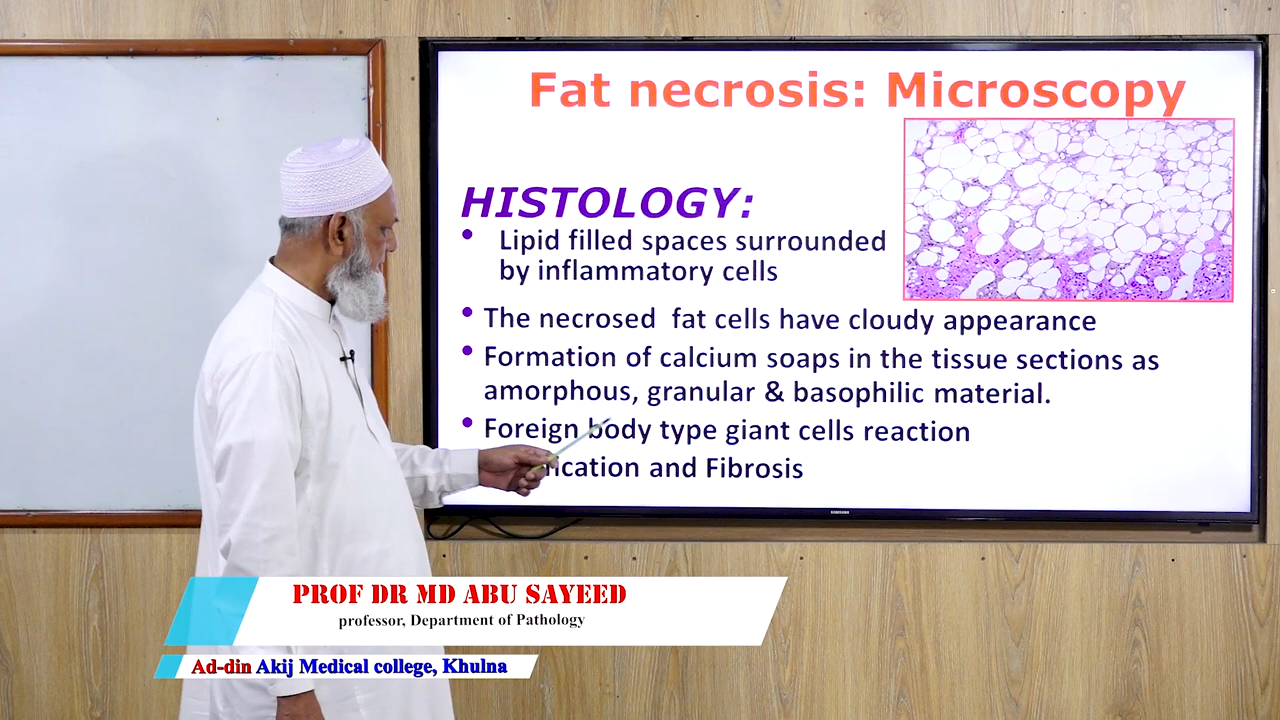 Fat necrosis: Microscopy
HISTOLOGY:
• Lipid filled spaces surrounded
by inflammatory cells
• The necrosed fat cells have cloudy appearance
• Formation of calcium soaps in the tissue sections as
amorphous, granular & basophilic material.
• Foreign body type giant cells reaction
and Fibrosis
SAMSUNG
PROF DR MD ABU SAYEED
professor, Department of Pathology
Ad-din Akij Medical college, Khulna